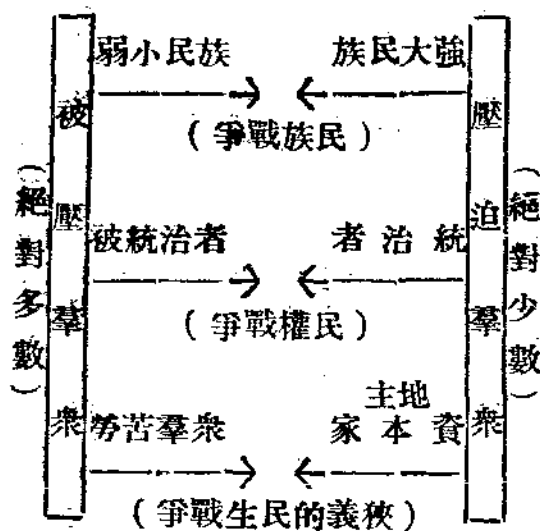 (絕對多數)
被壓羣衆
弱小民族
強大民族
(民族戰爭)
被統治者
統治者
(民權戰爭)
勞苦羣衆
地主
資本家
(狹義的民生戰爭)
壓迫羣衆
(絕對少數)